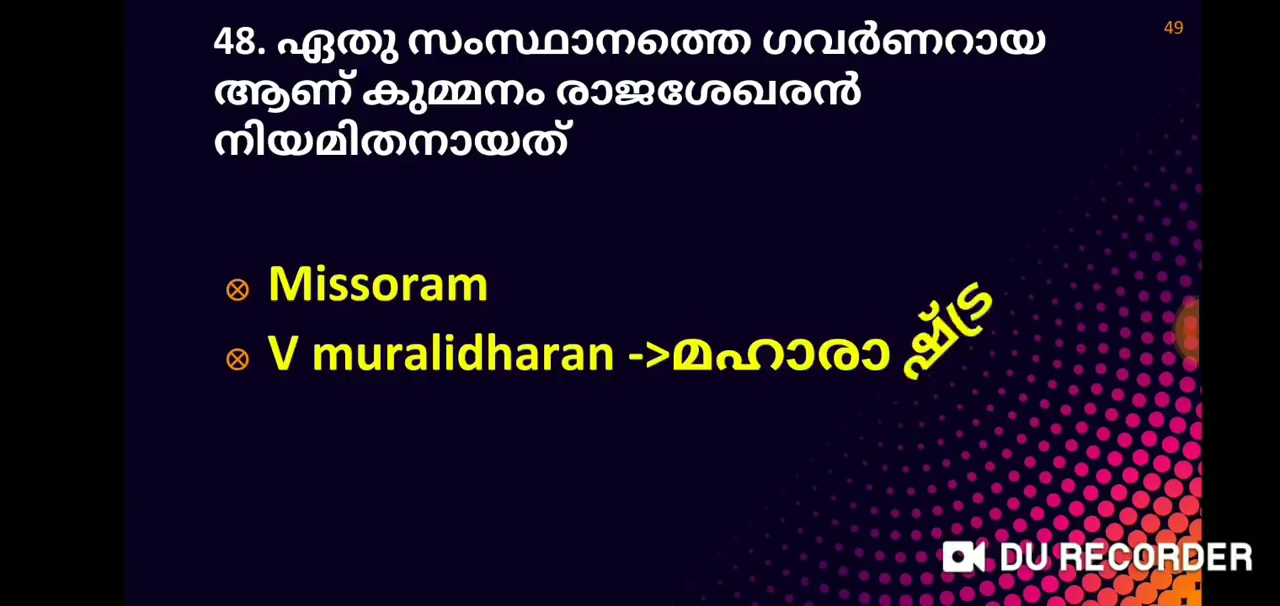 49
48. ഏതു സംസ്ഥാനത്തെ ഗവർണറായ
ആണ് കുമ്മനം രാജശേഖരൻ
നിയമിതനായത്
Missoram
V muralidharan ->മഹാരാ ഷ്ട്ര
DU RECORDER